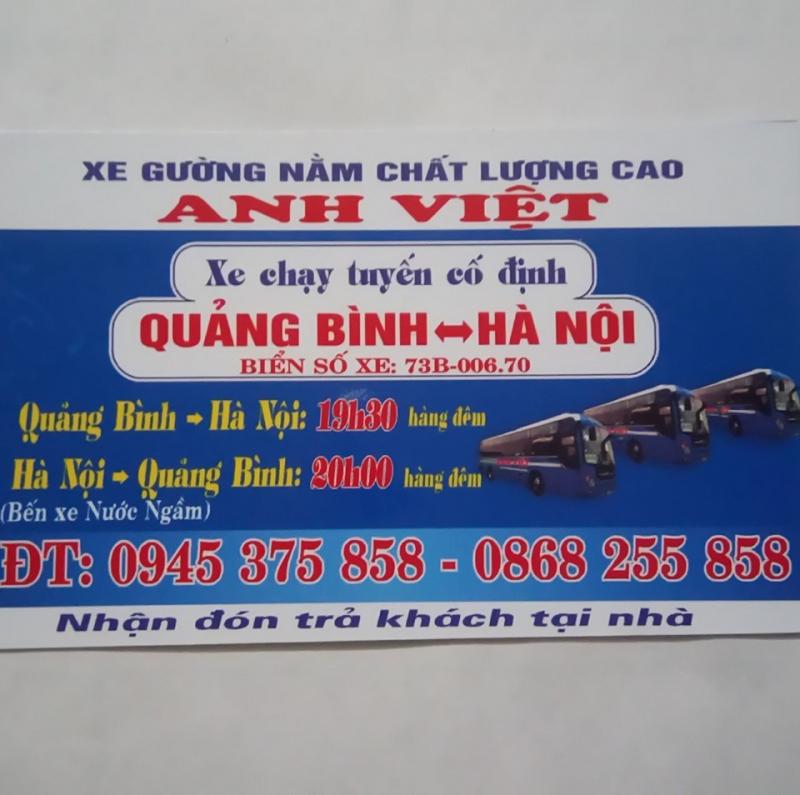 XE GƯỜNG NẰM CHẤT LƯỢNG CAO
ANH VIỆT
Xe chạy tuyến cố định
QUẢNG BÌNH ↔ HÀ NỘI
BIỂN SỐ XE: 73B-006.70
Quảng Bình → Hà Nội: 19h30 hàng đêm
Hà Nội → Quảng Bình: 20h00 hàng đêm
(Bến xe Nước Ngầm)
ĐT: 0945 375 858 - 0868 255 858
Nhận đón trả khách tại nhà